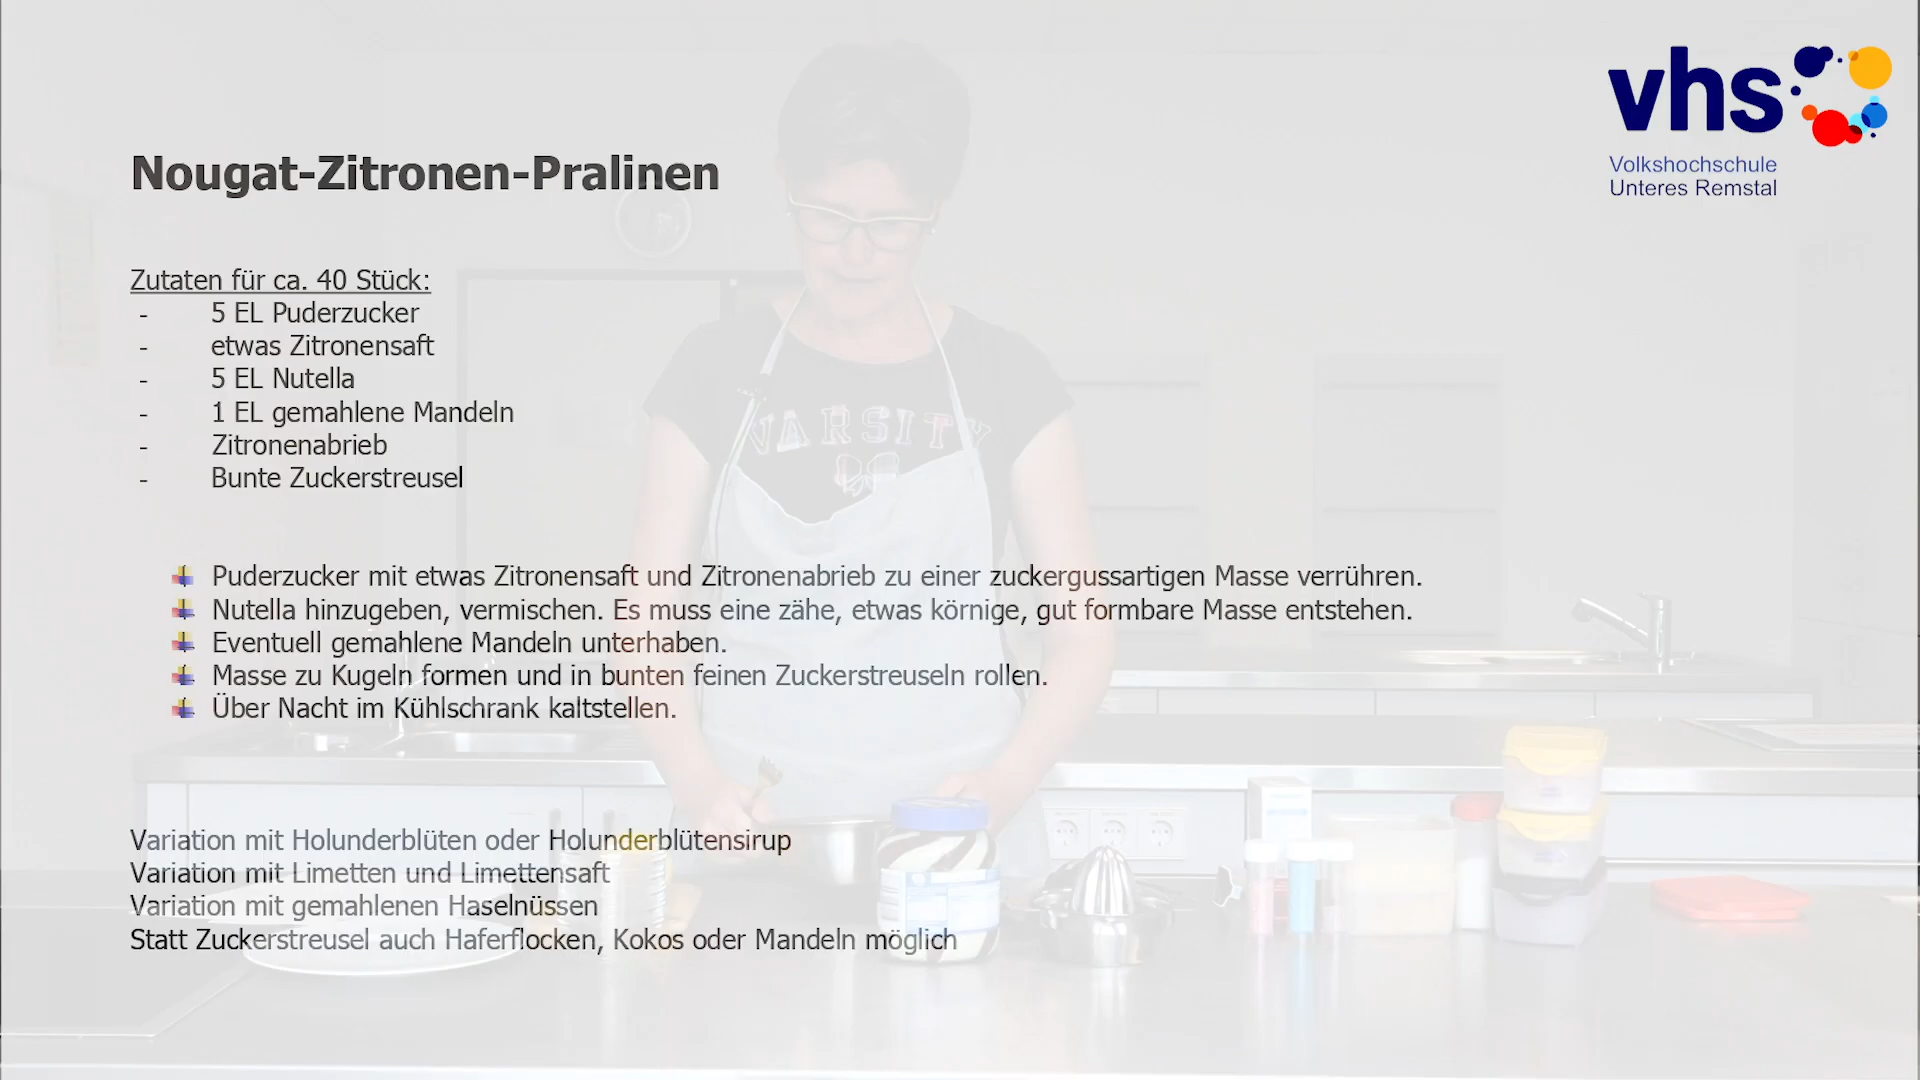 vhs
Volkshochschule
Unteres Remstal
Nougat-Zitronen-Pralinen
Zutaten für ca. 40 Stück:
- 5 EL Puderzucker
- etwas Zitronensaft
- 5 EL Nutella
- 1 EL gemahlene Mandeln
- Zitronenabrieb
- Bunte Zuckerstreusel
VARSITY
Puderzucker mit etwas Zitronensaft und Zitronenabrieb zu einer zuckergussartigen Masse verrühren.
Nutella hinzugeben, vermischen. Es muss eine zähe, etwas körnige, gut formbare Masse entstehen.
Eventuell gemahlene Mandeln unterhaben.
Masse zu Kugeln formen und in bunten feinen Zuckerstreuseln rollen.
Über Nacht im Kühlschrank kaltstellen.
Variation mit Holunderblüten oder Holunderblütensirup
Variation mit Limetten und Limettensaft
Variation mit gemahlenen Haselnüssen
Statt Zuckerstreusel auch Haferflocken, Kokos oder Mandeln möglich